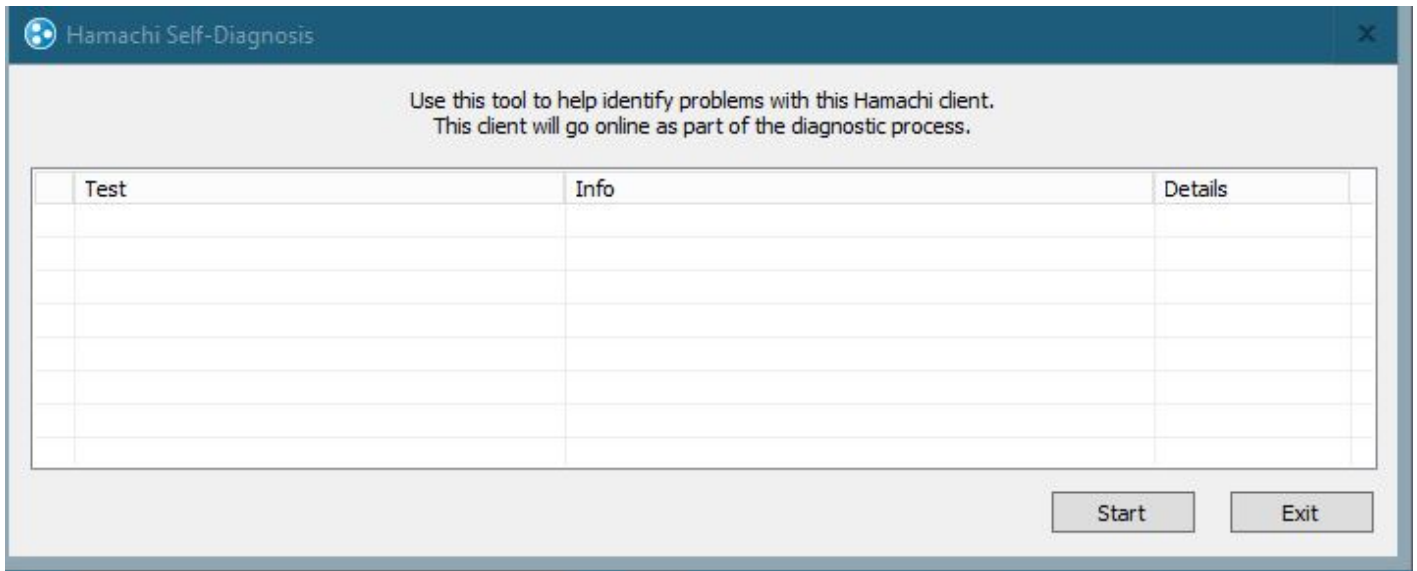 Hamachi Self-Diagnosis
Use this tool to help identify problems with this Hamachi client.
This client will go online as part of the diagnostic process.
Test Info Details
Start Exit